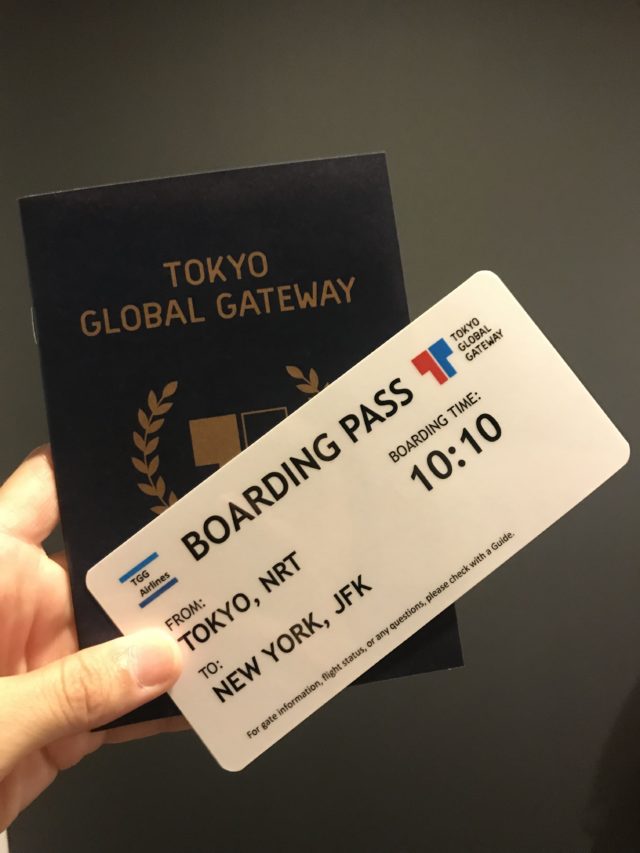 TOKYO
GLOBAL GATEWAY
TGG
Airlines
BOARDING PASS
TOKYO
GLOBAL
GATEWAY
FROM:
TOKYO, NRT
BOARDING TIME:
10:10
TO:
NEW YORK, JFK
For gate information, flight status, or any questions, please check with a Guide.